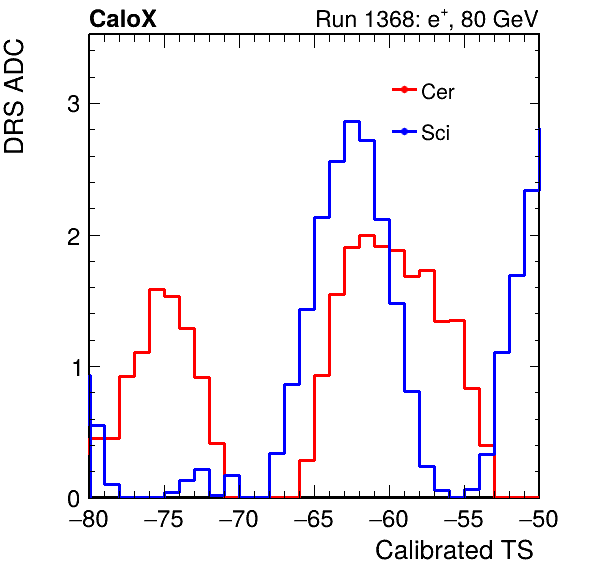 CaloX Run 1368: e⁺, 80 GeV
DRS ADC
Cer
Sci
3
2
1
0
−80 −75 −70 −65 −60 −55 −50
Calibrated TS